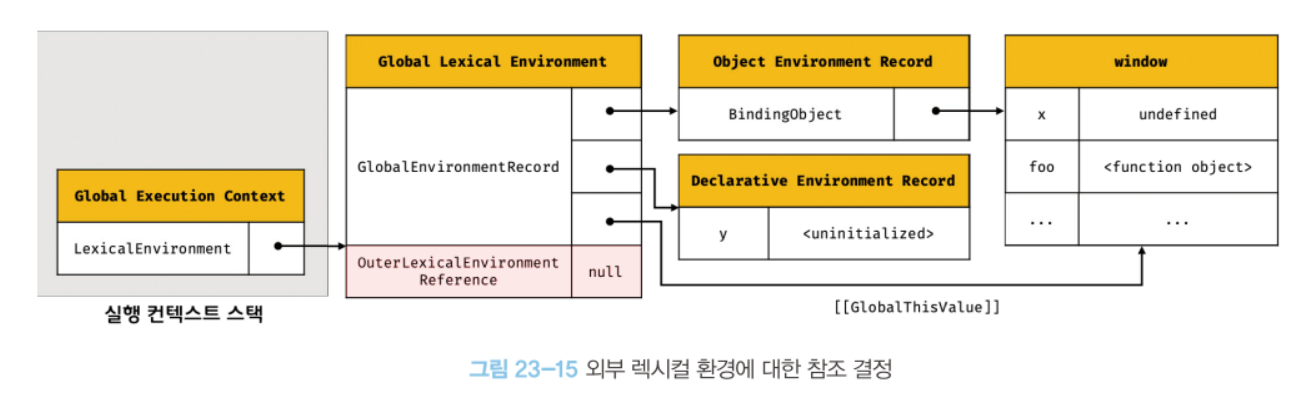 Global Execution Context
LexicalEnvironment
실행 컨텍스트 스택
Global Lexical Environment
GlobalEnvironmentRecord
OuterLexicalEnvironment
Reference
null
Object Environment Record
BindingObject
Declarative Environment Record
y
<uninitialized>
window
x
undefined
foo
<function object>
...
...
[[GlobalThisValue]]
그림 23-15 외부 렉시컬 환경에 대한 참조 결정